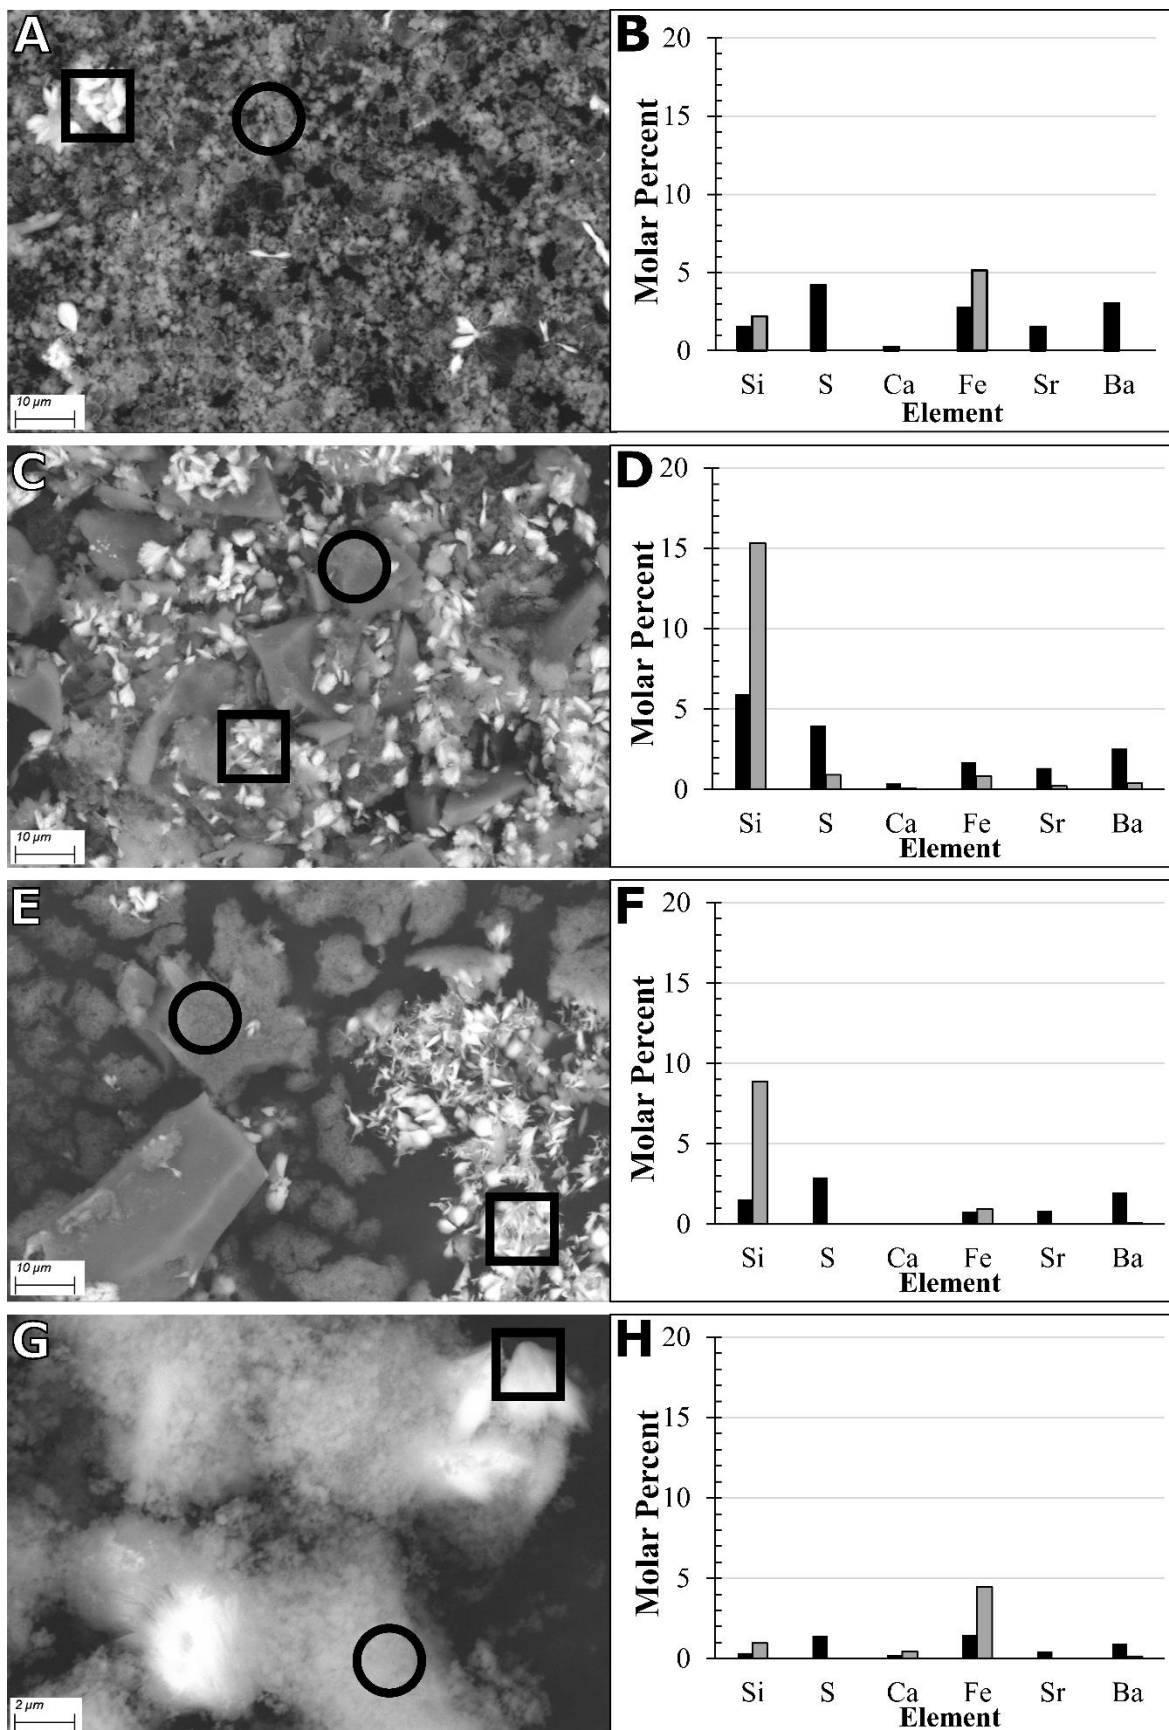 A
10 µm
B
Molar Percent
20
15
10
5
0
Si S Ca Fe Sr Ba
Element
C
10 µm
D
Molar Percent
20
15
10
5
0
Si S Ca Fe Sr Ba
Element
E
10 µm
F
Molar Percent
20
15
10
5
0
Si S Ca Fe Sr Ba
Element
G
2 µm
H
Molar Percent
20
15
10
5
0
Si S Ca Fe Sr Ba
Element